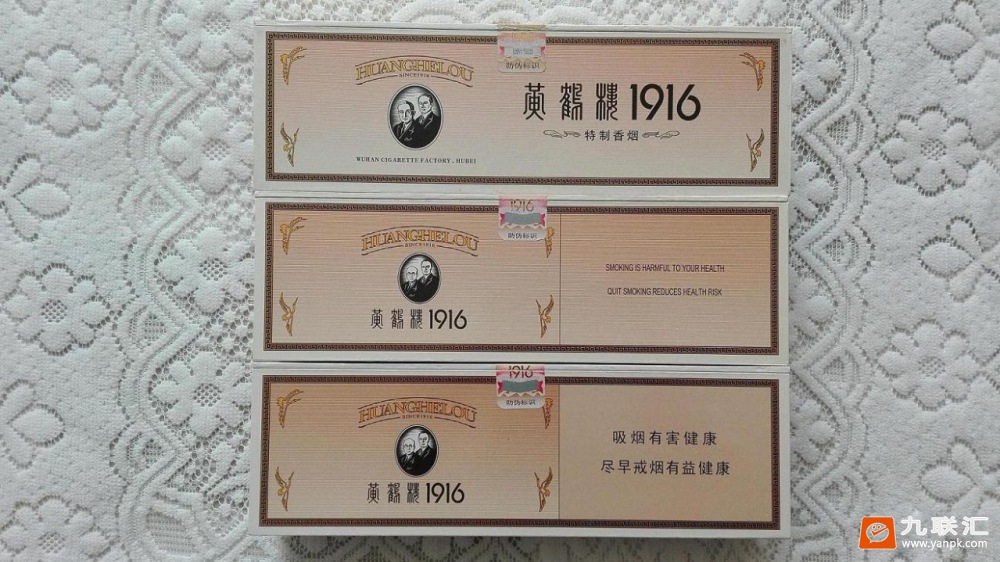 HUANGHELOU
SINCE1916
WUHAN CIGARETTE FACTORY . HUBEI
防伪标识
黄鹤楼1916
特制香烟
1916
防伪标识
HUANGHELOU
SINCE1916
黄鹤楼1916
SMOKING IS HARMFUL TO YOUR HEALTH
QUIT SMOKING REDUCES HEALTH RISK
1916
防伪标识
HUANGHELOU
SINCE1916
黄鹤楼1916
吸烟有害健康
尽早戒烟有益健康
九联汇
www.yanpk.com